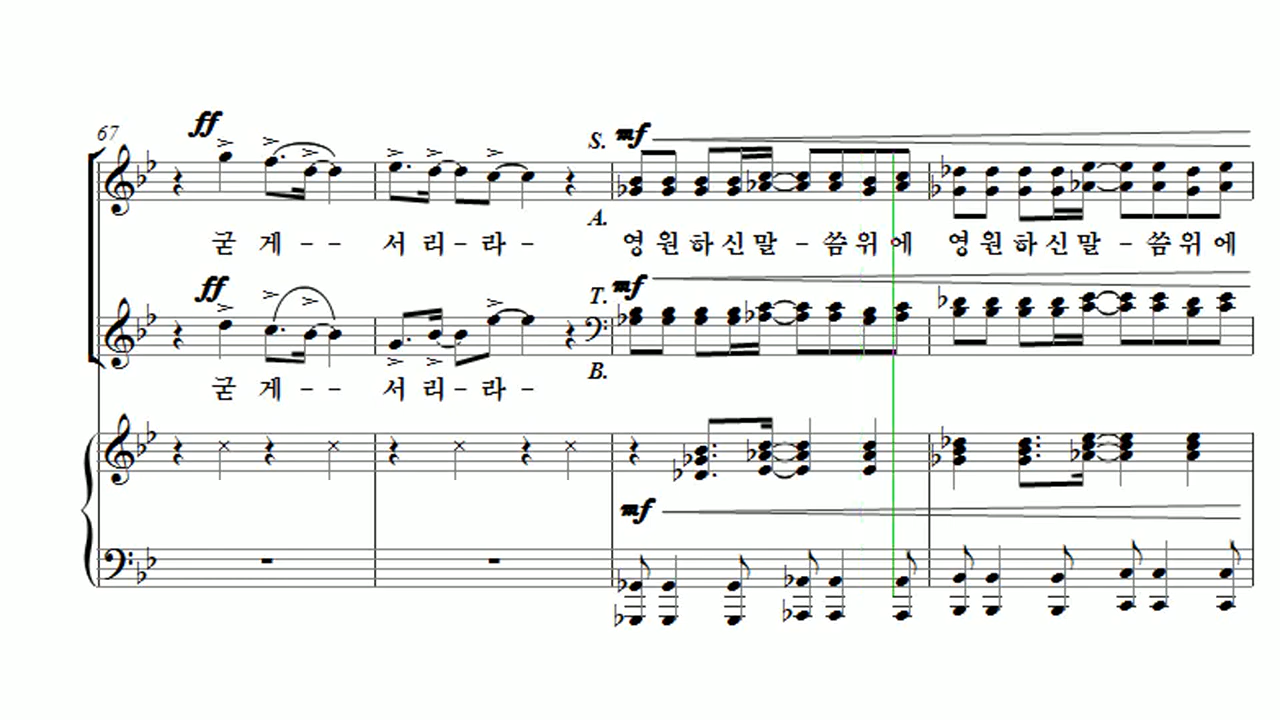 67
ff
S. mf
A.
굳 게 - - 서 리 - 라 - 영 원 하 신 말 - 씀 위 에 영 원 하 신 말 - 씀 위 에
ff
T. mf
B.
굳 게 - - 서 리 - 라 -
mf